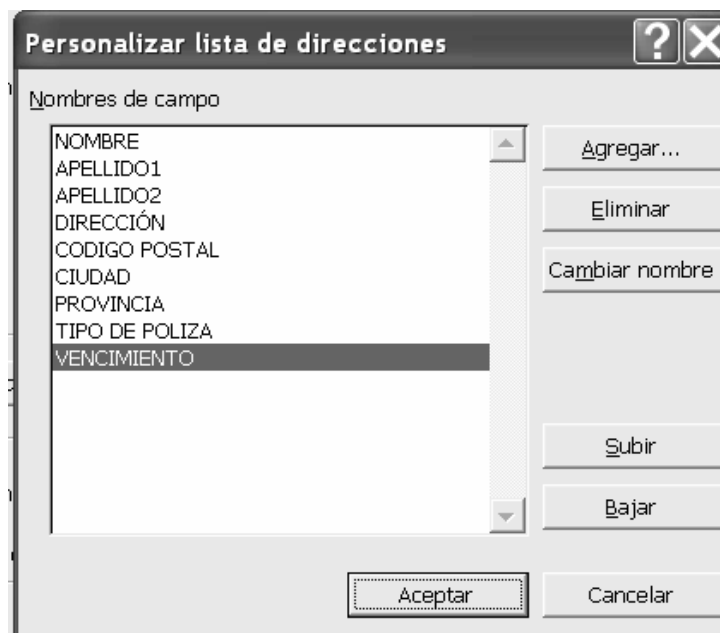 Personalizar lista de direcciones
Nombres de campo
NOMBRE
APELLIDO1
APELLIDO2
DIRECCIÓN
CODIGO POSTAL
CIUDAD
PROVINCIA
TIPO DE POLIZA
VENCIMIENTO
Agregar...
Eliminar
Cambiar nombre
Subir
Bajar
Aceptar
Cancelar